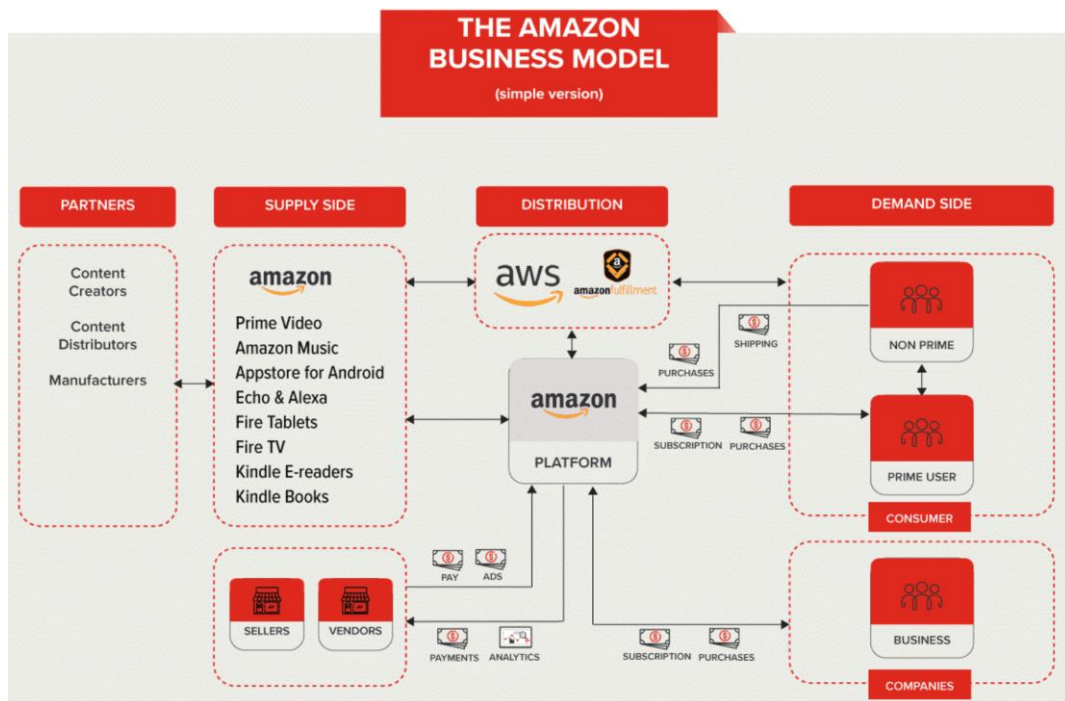 THE AMAZON
BUSINESS MODEL
(simple version)
PARTNERS
SUPPLY SIDE
DISTRIBUTION
DEMAND SIDE
Content
Creators
Content
Distributors
Manufacturers
amazon
Prime Video
Amazon Music
Appstore for Android
Echo & Alexa
Fire Tablets
Fire TV
Kindle E-readers
Kindle Books
aws
a
amazonfulfillment
amazon
PLATFORM
SHIPPING
PURCHASES
SUBSCRIPTION
PURCHASES
NON PRIME
PRIME USER
CONSUMER
SELLERS
VENDORS
PAY
ADS
PAYMENTS
ANALYTICS
SUBSCRIPTION
PURCHASES
BUSINESS
COMPANIES